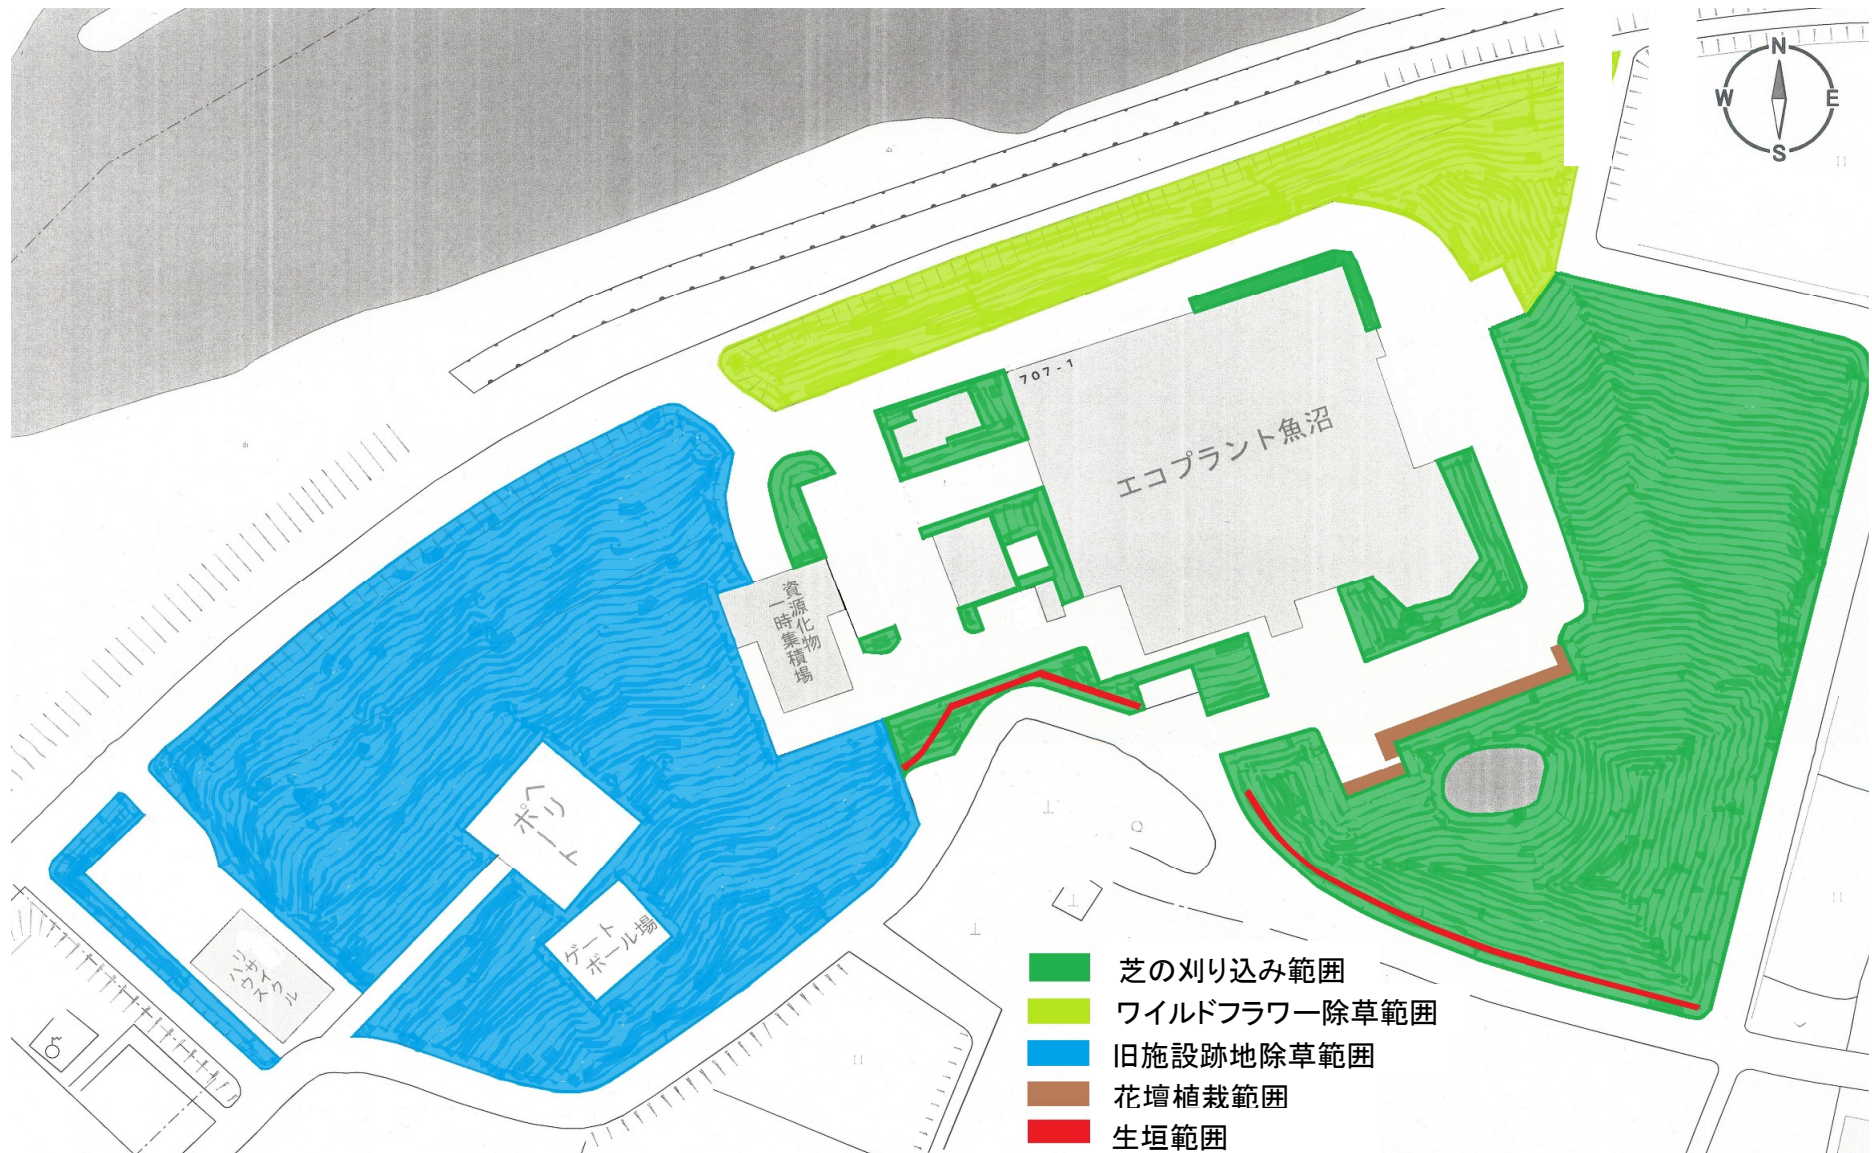 N
W
E
S
707-1
エコプラント魚沼
資源化物
一時集積場
ヘリ
ポート
ゲート
ボール場
リサイクル
ハウス
芝の刈り込み範囲
ワイルドフラワー除草範囲
旧施設跡地除草範囲
花壇植栽範囲
生垣範囲